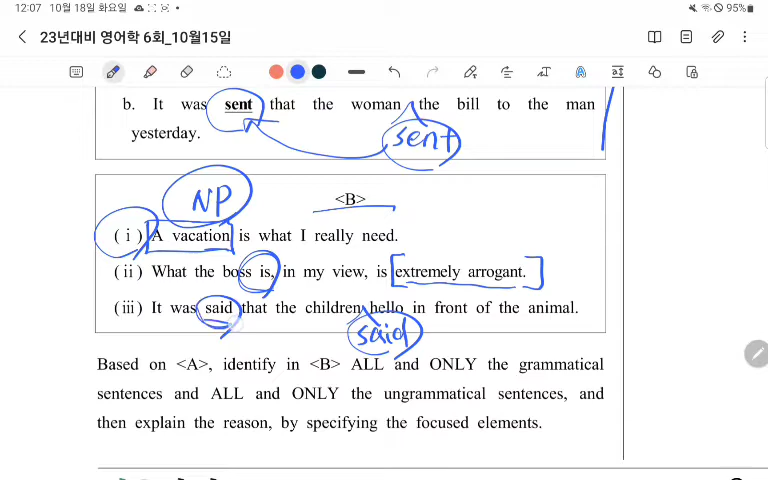 12:07 10월 18일 화요일
95%
23년대비 영어학 6회_10월15일
b. It was sent that the woman the bill to the man
yesterday.
sent
NP
<B>
(ⅰ) A vacation is what I really need.
(ⅱ) What the boss is, in my view, is extremely arrogant.
(ⅲ) It was said that the children hello in front of the animal.
said
Based on <A>, identify in <B> ALL and ONLY the grammatical
sentences and ALL and ONLY the ungrammatical sentences, and
then explain the reason, by specifying the focused elements.